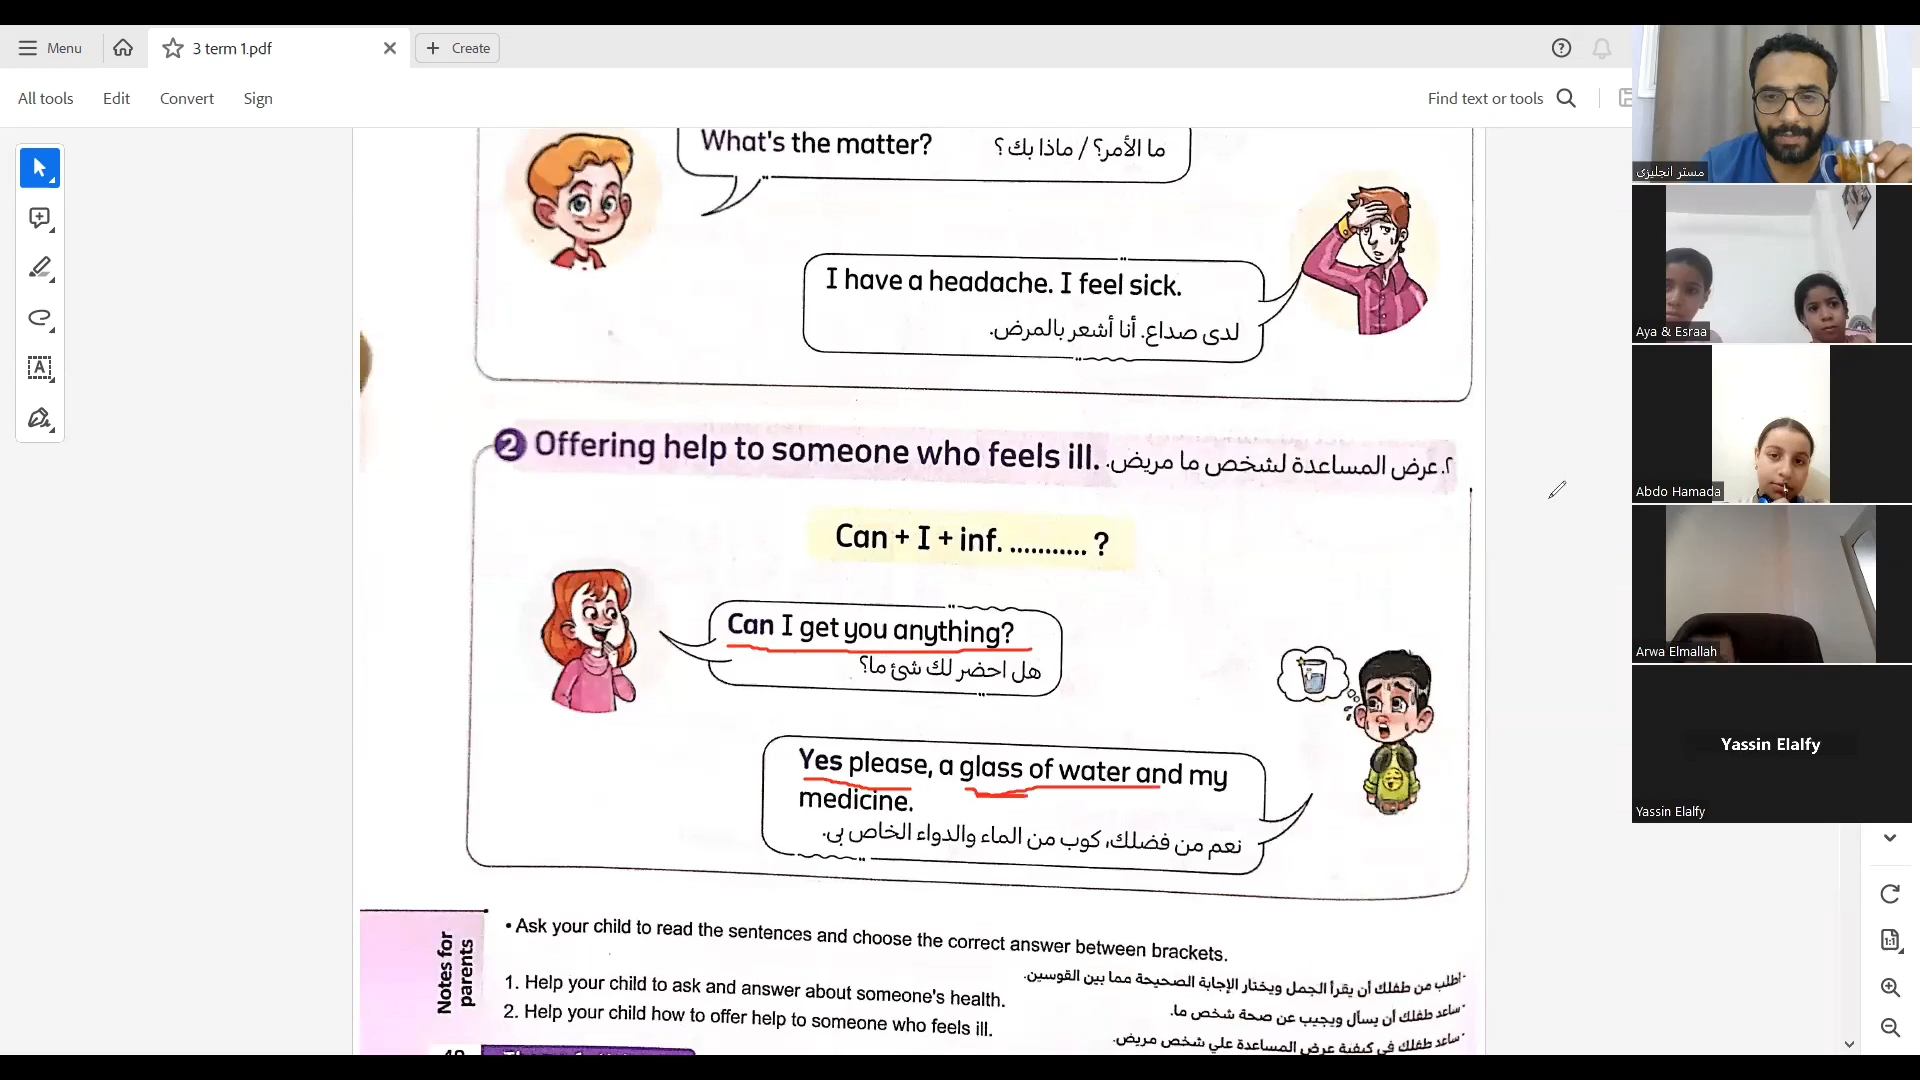 Menu
3 term 1.pdf
Create
All tools
Edit
Convert
Sign
Find text or tools
What's the matter?
ما الأمر؟ / ماذا بك ؟
I have a headache. I feel sick.
لدى صداع. أنا أشعر بالمرض.
2 Offering help to someone who feels ill.
٢. عرض المساعدة لشخص ما مريض.
Can + I + inf. ........... ?
Can I get you anything?
هل احضر لك شئ ما؟
Yes please, a glass of water and my
medicine.
نعم من فضلك، كوب من الماء والدواء الخاص بى.
Notes for
parents
• Ask your child to read the sentences and choose the correct answer between brackets.
1. Help your child to ask and answer about someone's health.
2. Help your child how to offer help to someone who feels ill.
-اطلب من طفلك أن يقرأ الجمل ويختار الإجابة الصحيحة مما بين القوسين.
-ساعد طفلك أن يسأل ويجيب عن صحة شخص ما.
-ساعد طفلك في كيفية عرض المساعدة علي شخص مريض.
مستر انجليزى
Aya & Esraa
Abdo Hamada
Arwa Elmallah
Yassin Elalfy
Yassin Elalfy
1:1